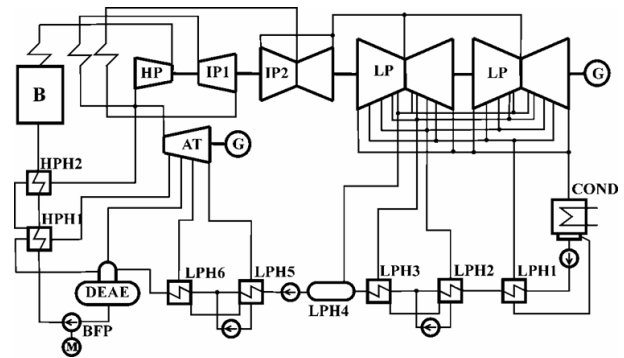 HP
IP1
IP2
LP
LP
G
B
AT
G
HPH2
HPH1
COND
DEAE
LPH6
LPH5
LPH4
LPH3
LPH2
LPH1
BFP
M